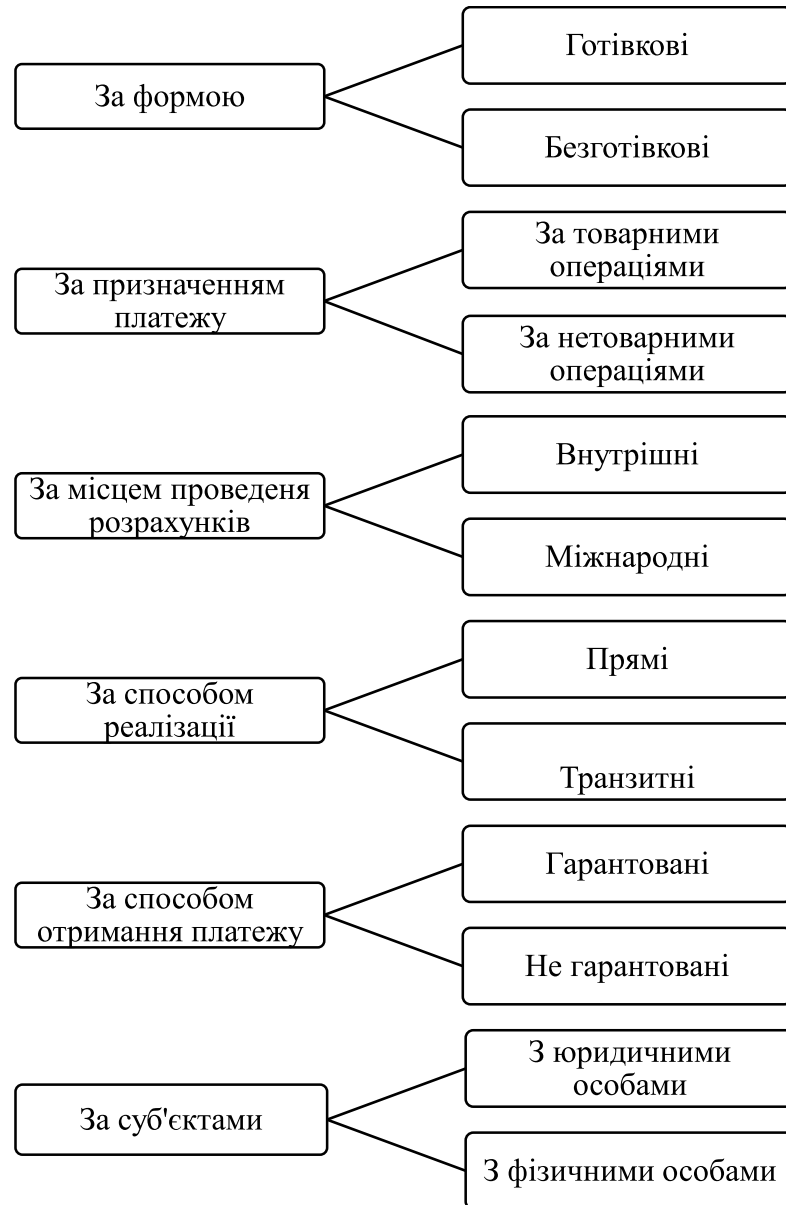 За формою
Готівкові
Безготівкові
За призначенням
платежу
За товарними
операціями
За нетоварними
операціями
За місцем проведеня
розрахунків
Внутрішні
Міжнародні
За способом
реалізації
Прямі
Транзитні
За способом
отримання платежу
Гарантовані
Не гарантовані
За суб'єктами
З юридичними
особами
З фізичними особами